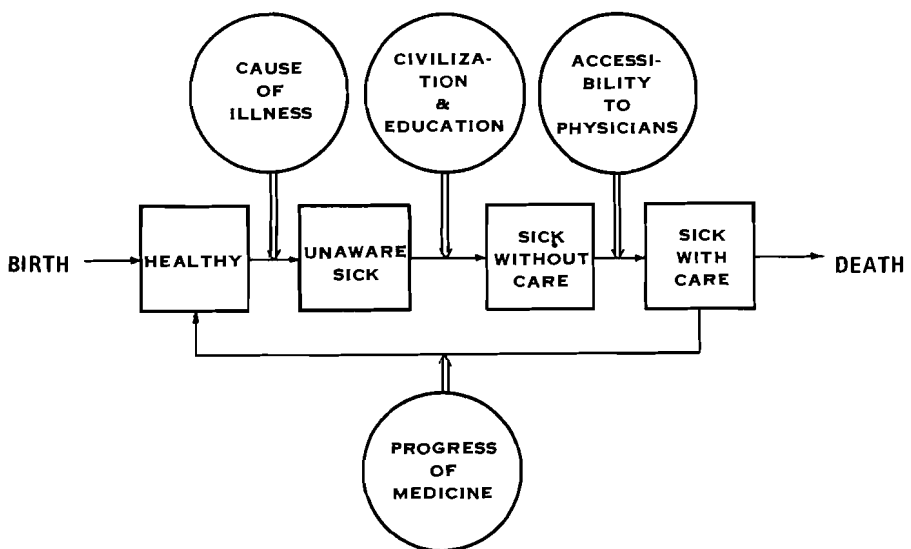 CAUSE
OF
ILLNESS
CIVILIZA-
TION
&
EDUCATION
ACCESSI-
BILITY
TO
PHYSICIANS
BIRTH
HEALTHY
UNAWARE
SICK
SICK
WITHOUT
CARE
SICK
WITH
CARE
DEATH
PROGRESS
OF
MEDICINE